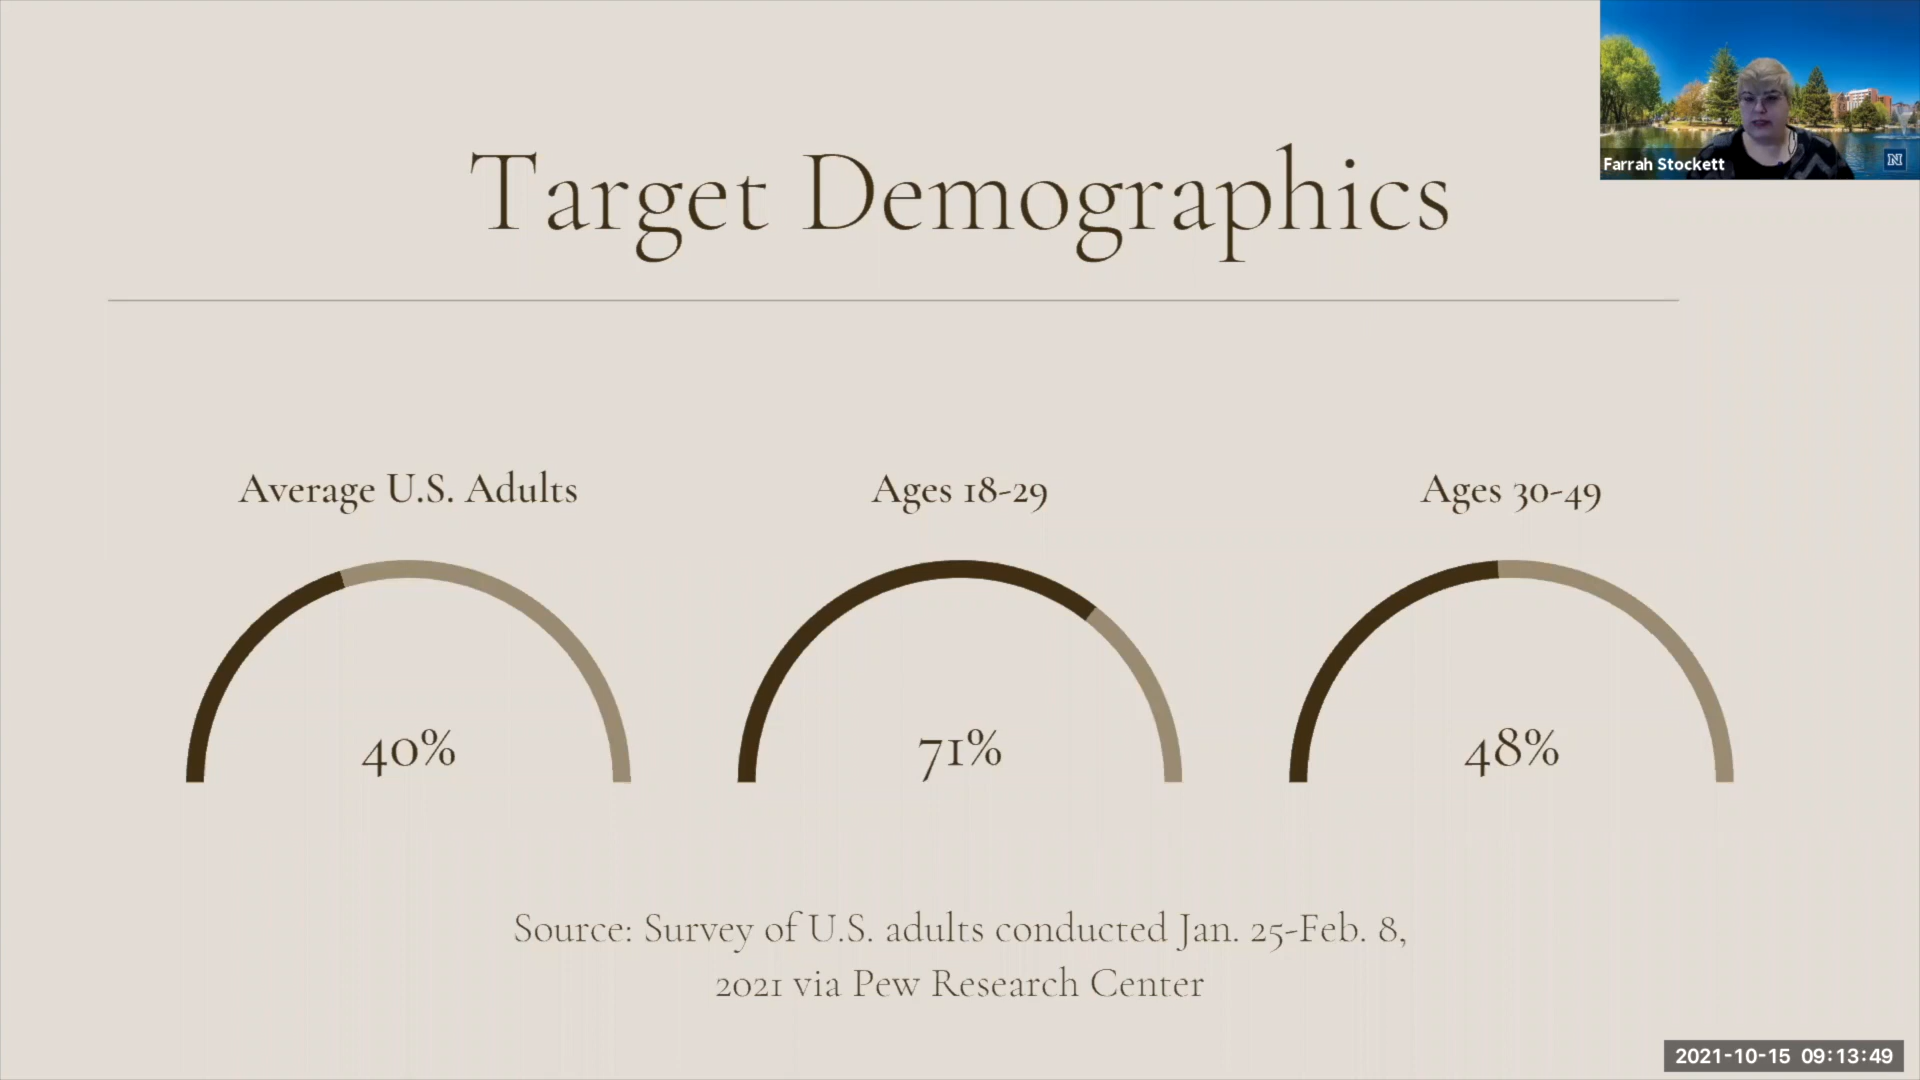 Target Demographics
Farrah Stockett
N
Average U.S. Adults
Ages 18-29
Ages 30-49
40%
71%
48%
Source: Survey of U.S. adults conducted Jan. 25-Feb. 8,
2021 via Pew Research Center
2021-10-15 09:13:49